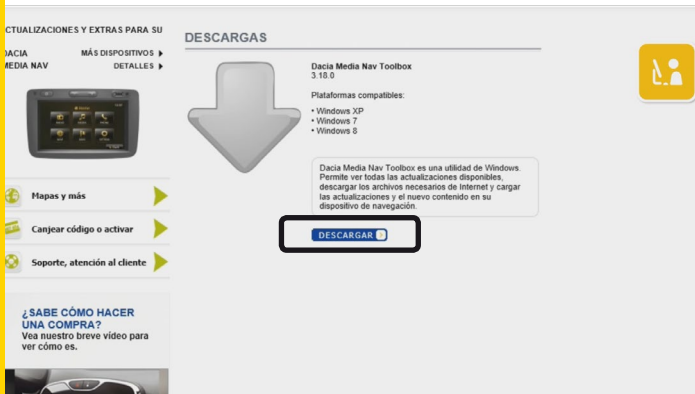 CTUALIZACIONES Y EXTRAS PARA SU
DACIA
MEDIA NAV
MÁS DISPOSITIVOS
DETALLES
Mapas y más
Canjear código o activar
Soporte, atención al cliente
¿SABE CÓMO HACER
UNA COMPRA?
Vea nuestro breve vídeo para
ver cómo es.
DESCARGAS
Dacia Media Nav Toolbox
3.18.0
Plataformas compatibles:
• Windows XP
• Windows 7
• Windows 8
Dacia Media Nav Toolbox es una utilidad de Windows.
Permite ver todas las actualizaciones disponibles,
descargar los archivos necesarios de Internet y cargar
las actualizaciones y el nuevo contenido en su
dispositivo de navegación.
DESCARGAR